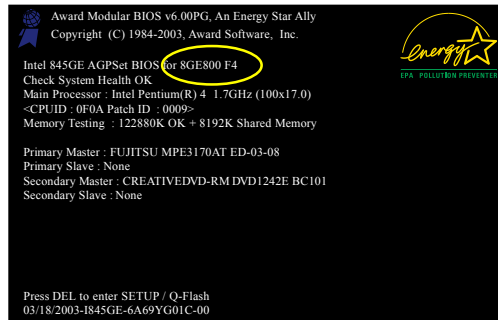 Award Modular BIOS v6.00PG, An Energy Star Ally
Copyright (C) 1984-2003, Award Software, Inc.
energy
EPA POLLUTION PREVENTER
Intel 845GE AGPSet BIOS for 8GE800 F4
Check System Health OK
Main Processor : Intel Pentium(R) 4 1.7GHz (100x17.0)
<CPUID : 0F0A Patch ID : 0009>
Memory Testing : 122880K OK + 8192K Shared Memory
Primary Master : FUJITSU MPE3170AT ED-03-08
Primary Slave : None
Secondary Master : CREATIVEDVD-RM DVD1242E BC101
Secondary Slave : None
Press DEL to enter SETUP / Q-Flash
03/18/2003-I845GE-6A69YG01C-00